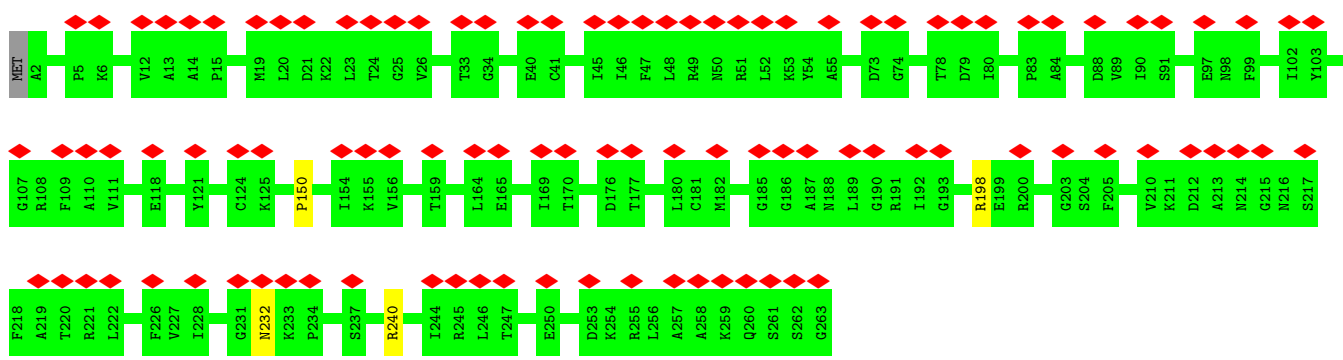 MET A2 P5 K6 V12 A13 A14 P15 M19 L20 D21 K22 L23 T24 G25 V26 T33 G34 E40 C41 I45 I46 F47 L48 R49 N50 R51 L52 K53 Y54 A55 D73 G74 T78 D79 I80 P83 A84 D88 V89 I90 S91 E97 N98 F99 I102 Y103
G107 R108 F109 A110 V111 E118 Y121 C124 K125 P150 I154 K155 V156 T159 L164 E165 I169 T170 D176 T177 L180 C181 M182 G185 G186 A187 N188 L189 G190 R191 I192 G193 R198 E199 R200 G203 S204 F205 V210 K211 D212 A213 N214 G215 N216 S217
F218 A219 T220 R221 L222 F226 V227 I228 G231 N232 K233 P234 S237 R240 I244 R245 L246 T247 E250 D253 K254 R255 L256 A257 A258 K259 Q260 S261 S262 G263